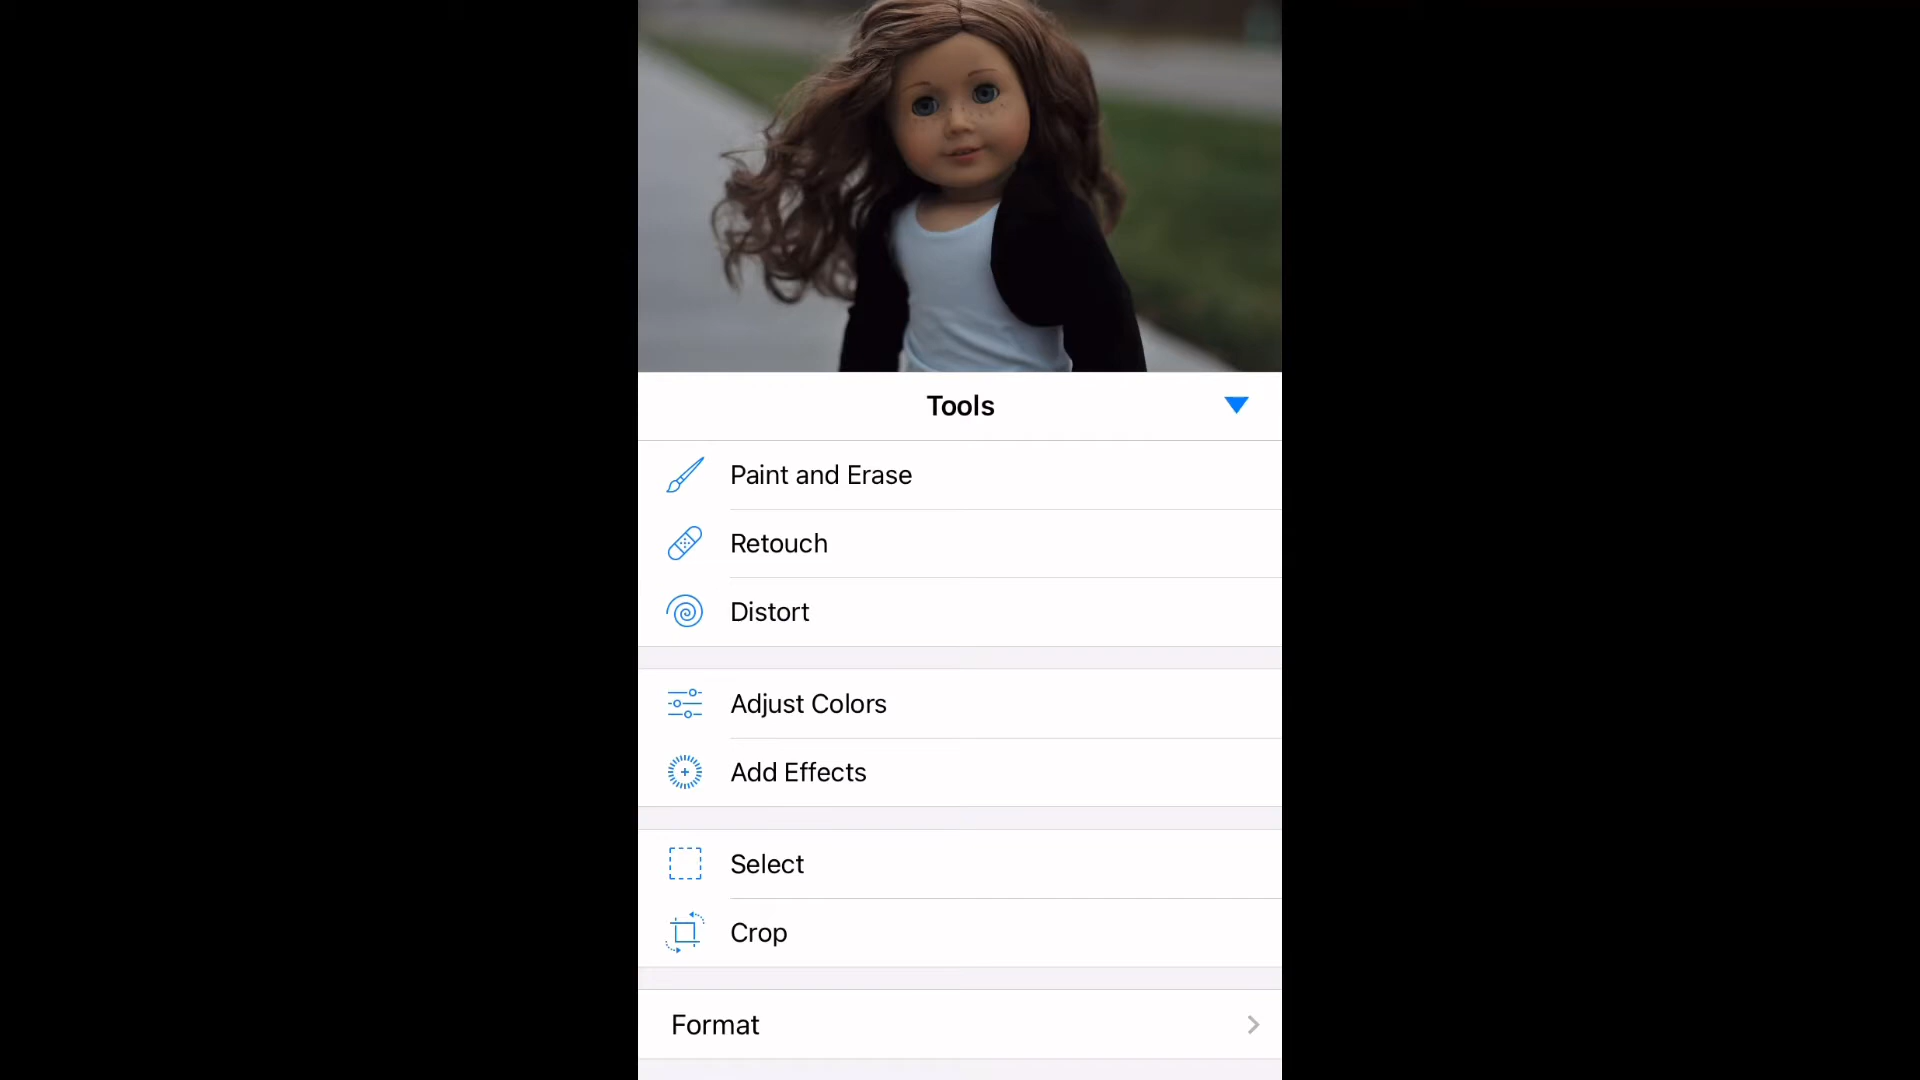 Tools
Paint and Erase
Retouch
Distort
Adjust Colors
Add Effects
Select
Crop
Format